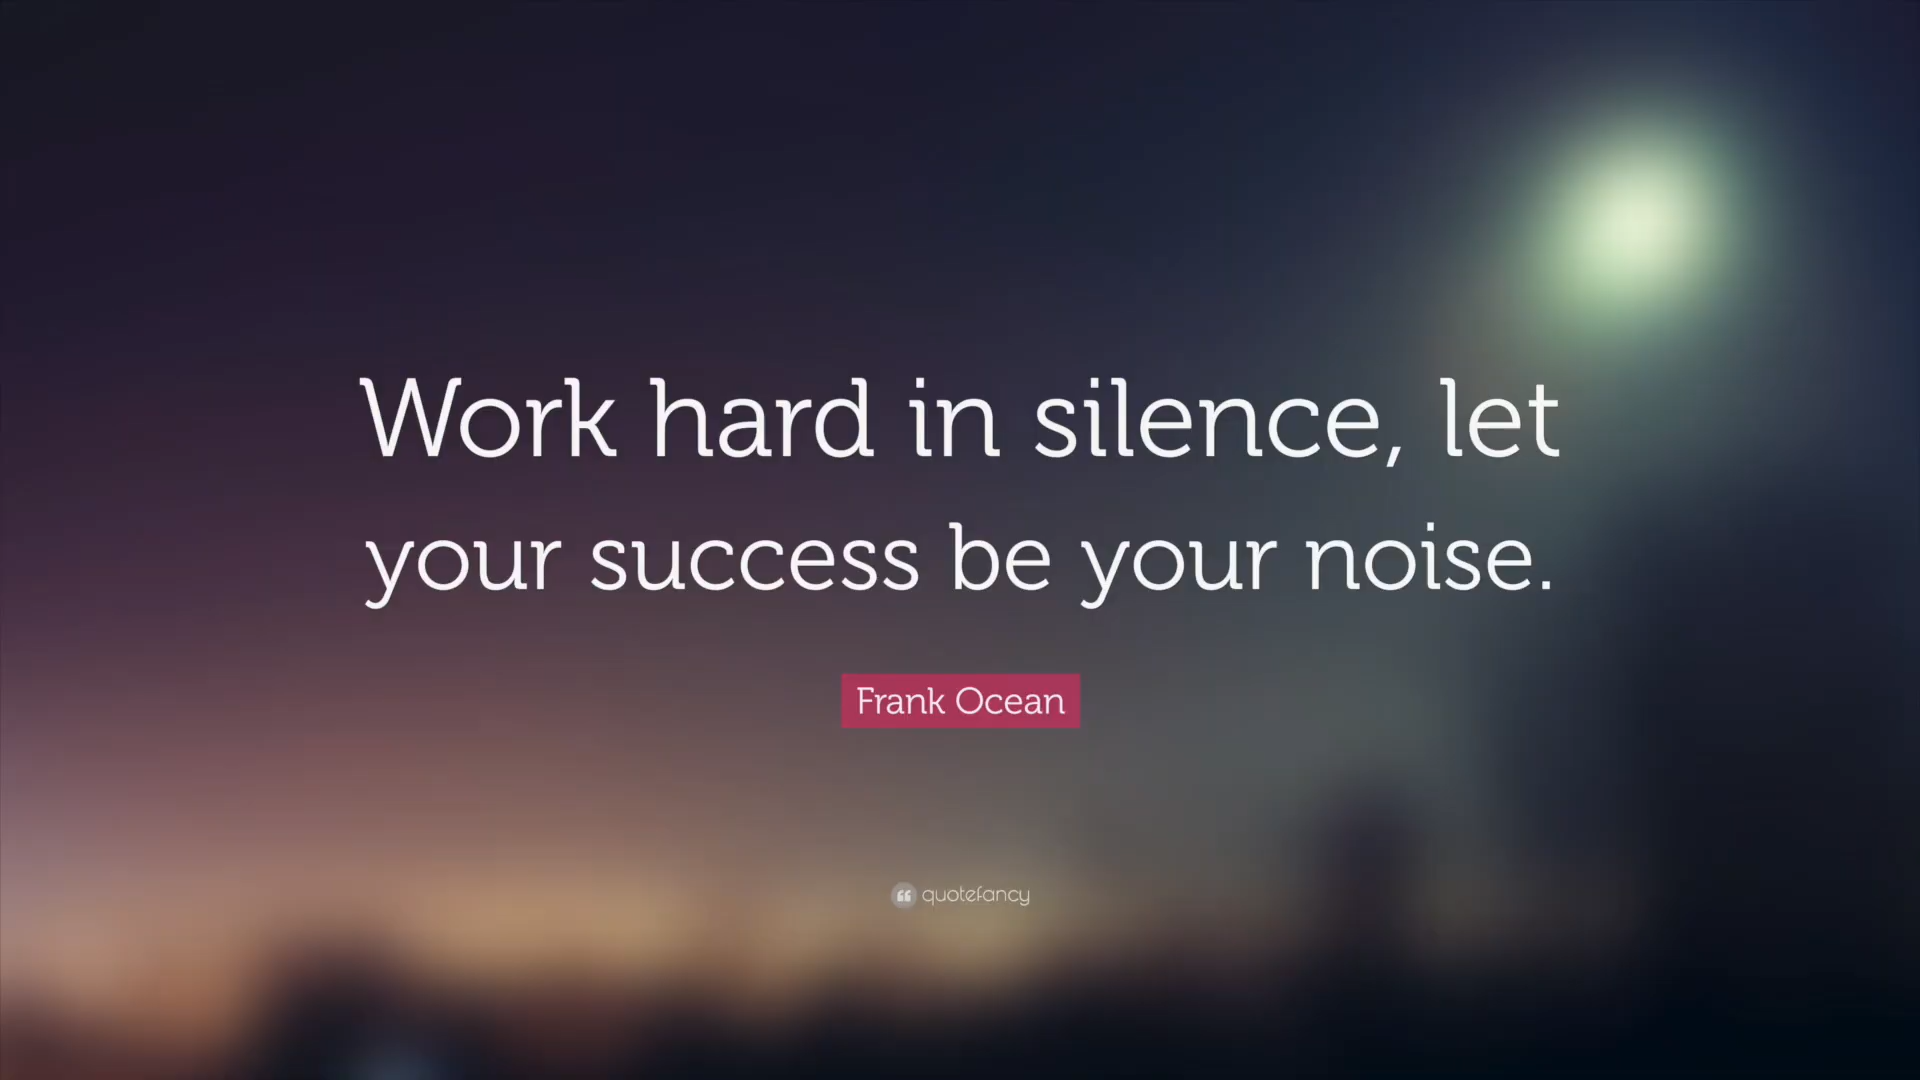 Work hard in silence, let
your success be your noise.
Frank Ocean
quotefancy